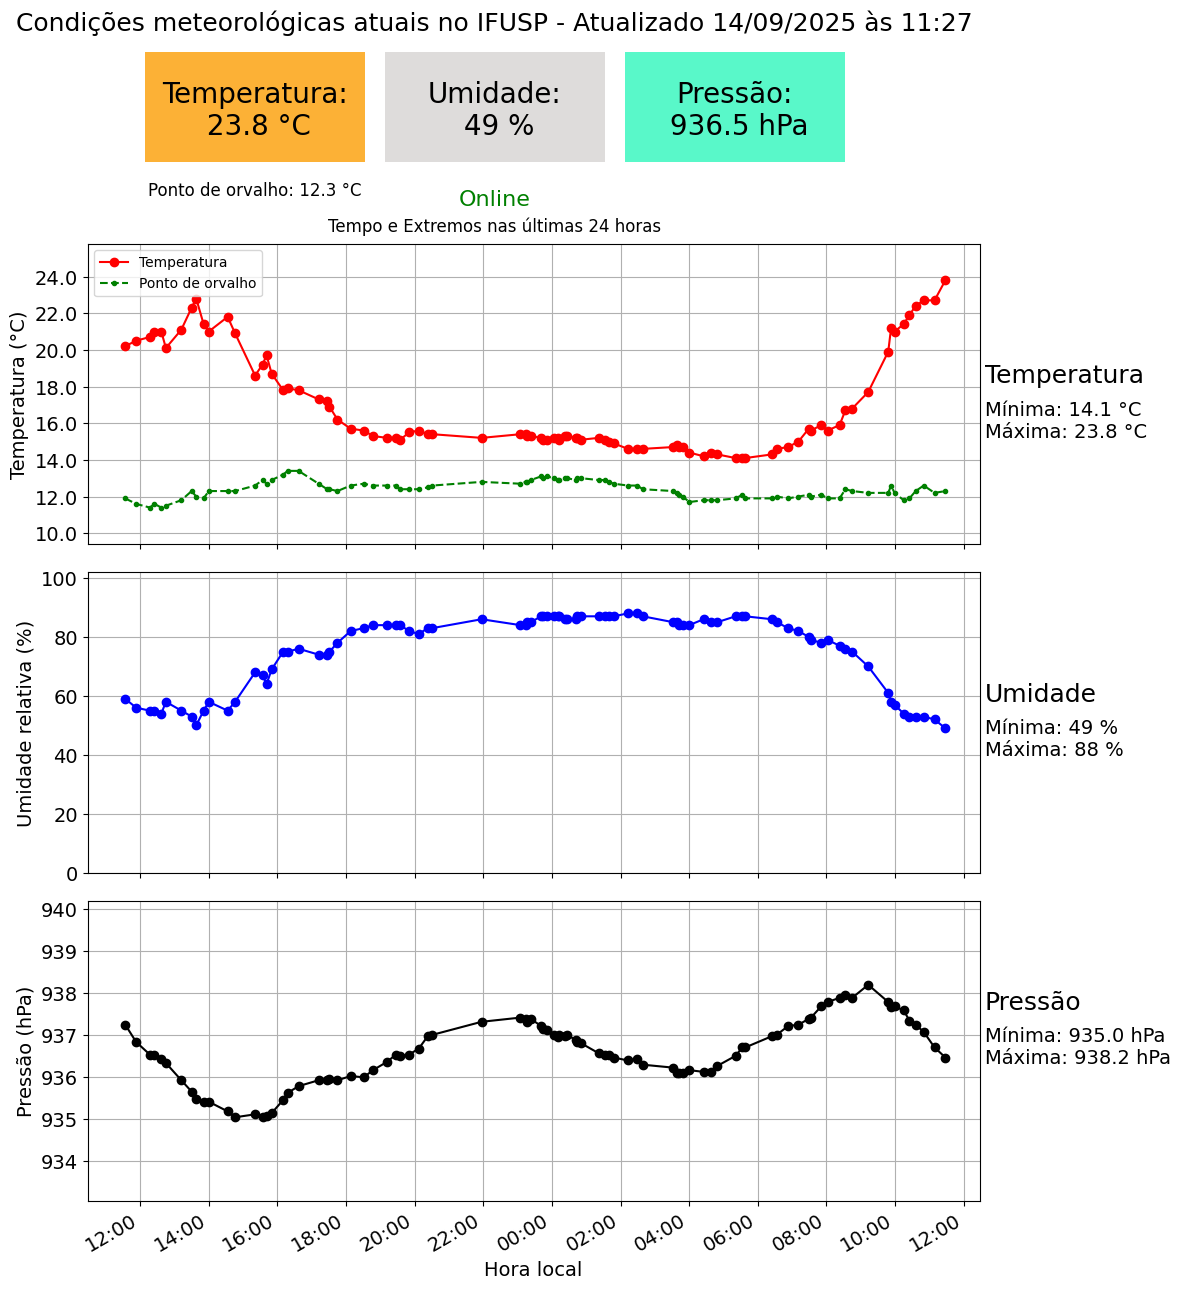 Condições meteorológicas atuais no IFUSP - Atualizado 14/09/2025 às 11:27
Temperatura:
23.8 °C
Umidade:
49 %
Pressão:
936.5 hPa
Ponto de orvalho: 12.3 °C
Online
Tempo e Extremos nas últimas 24 horas
Temperatura
Ponto de orvalho
Temperatura (°C)
24.0
22.0
20.0
18.0
16.0
14.0
12.0
10.0
Temperatura
Mínima: 14.1 °C
Máxima: 23.8 °C
Umidade relativa (%)
100
80
60
40
20
0
Umidade
Mínima: 49 %
Máxima: 88 %
Pressão (hPa)
940
939
938
937
936
935
934
Pressão
Mínima: 935.0 hPa
Máxima: 938.2 hPa
12:00
14:00
16:00
18:00
20:00
22:00
00:00
02:00
04:00
06:00
08:00
10:00
12:00
Hora local